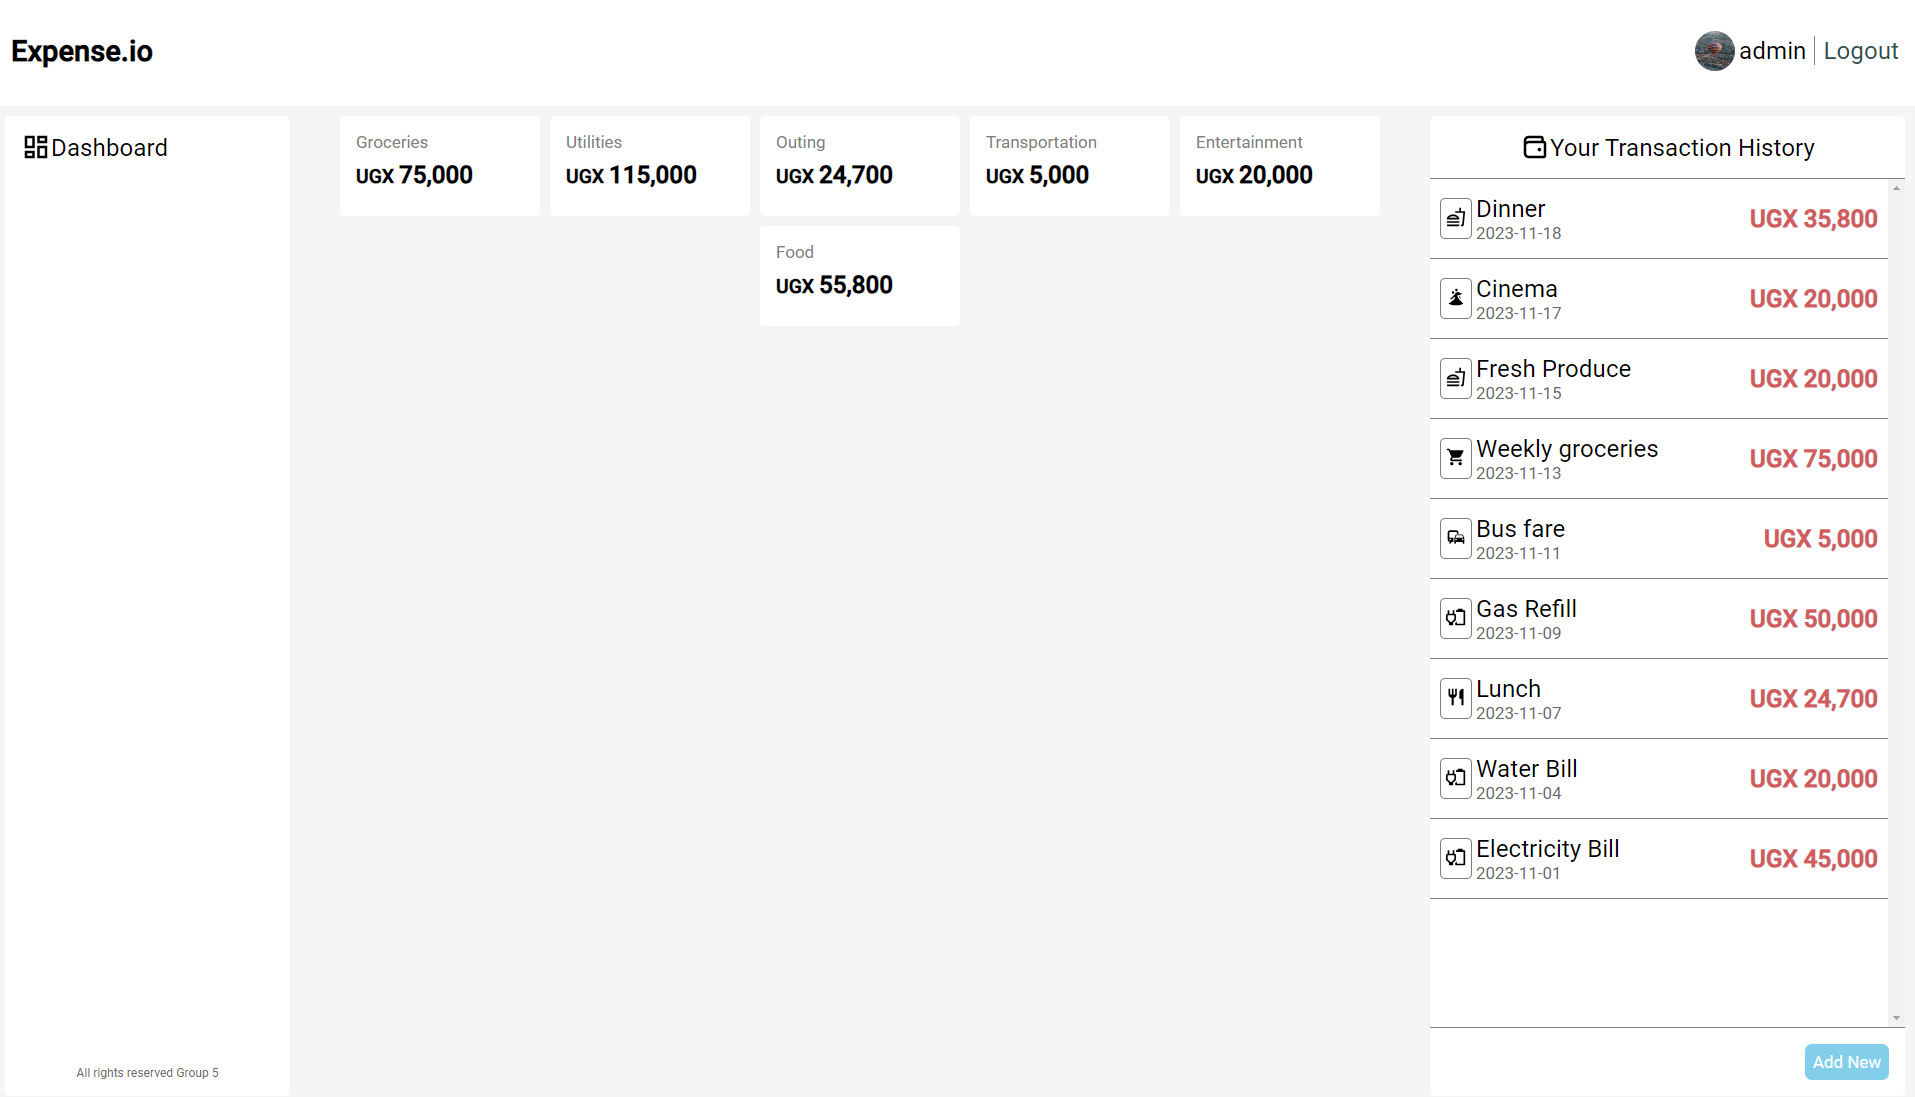 Expense.io
admin
Logout
Dashboard
All rights reserved Group 5
Groceries
UGX 75,000
Utilities
UGX 115,000
Outing
UGX 24,700
Transportation
UGX 5,000
Entertainment
UGX 20,000
Food
UGX 55,800
Your Transaction History
Dinner
2023-11-18
UGX 35,800
Cinema
2023-11-17
UGX 20,000
Fresh Produce
2023-11-15
UGX 20,000
Weekly groceries
2023-11-13
UGX 75,000
Bus fare
2023-11-11
UGX 5,000
Gas Refill
2023-11-09
UGX 50,000
Lunch
2023-11-07
UGX 24,700
Water Bill
2023-11-04
UGX 20,000
Electricity Bill
2023-11-01
UGX 45,000
Add New